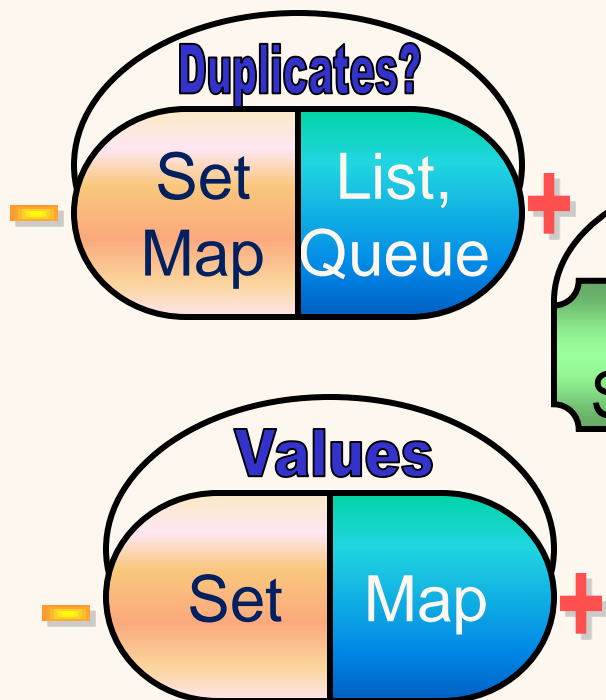 Duplicates?
Set
Map
List,
Queue
Values
Set
Map